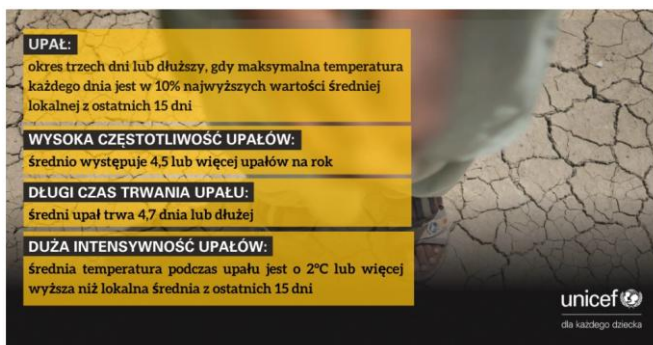 UPAŁ:
okres trzech dni lub dłuższy, gdy maksymalna temperatura
każdego dnia jest w 10% najwyższych wartości średniej
lokalnej z ostatnich 15 dni
WYSOKA CZĘSTOTLIWOŚĆ UPAŁÓW:
średnio występuje 4,5 lub więcej upałów na rok
DŁUGI CZAS TRWANIA UPAŁU:
średni upał trwa 4,7 dnia lub dłużej
DUŻA INTENSYWNOŚĆ UPAŁÓW:
średnia temperatura podczas upału jest o 2°C lub więcej
wyższa niż lokalna średnia z ostatnich 15 dni
unicef
dla każdego dziecka